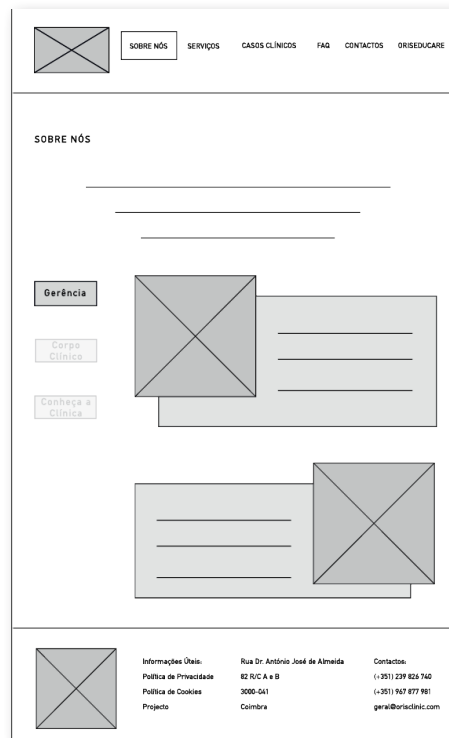 SOBRE NÓS SERVIÇOS CASOS CLÍNICOS FAQ CONTACTOS ORISEDUCARE
SOBRE NÓS
Gerência
Corpo
Clínico
Conheça a
Clínica
Informações Úteis:
Política de Privacidade
Política de Cookies
Projecto
Rua Dr. António José de Almeida
82 R/C A e B
3000-041
Coimbra
Contactos:
(+351) 239 826 740
(+351) 967 877 981
geral@orisclinic.com